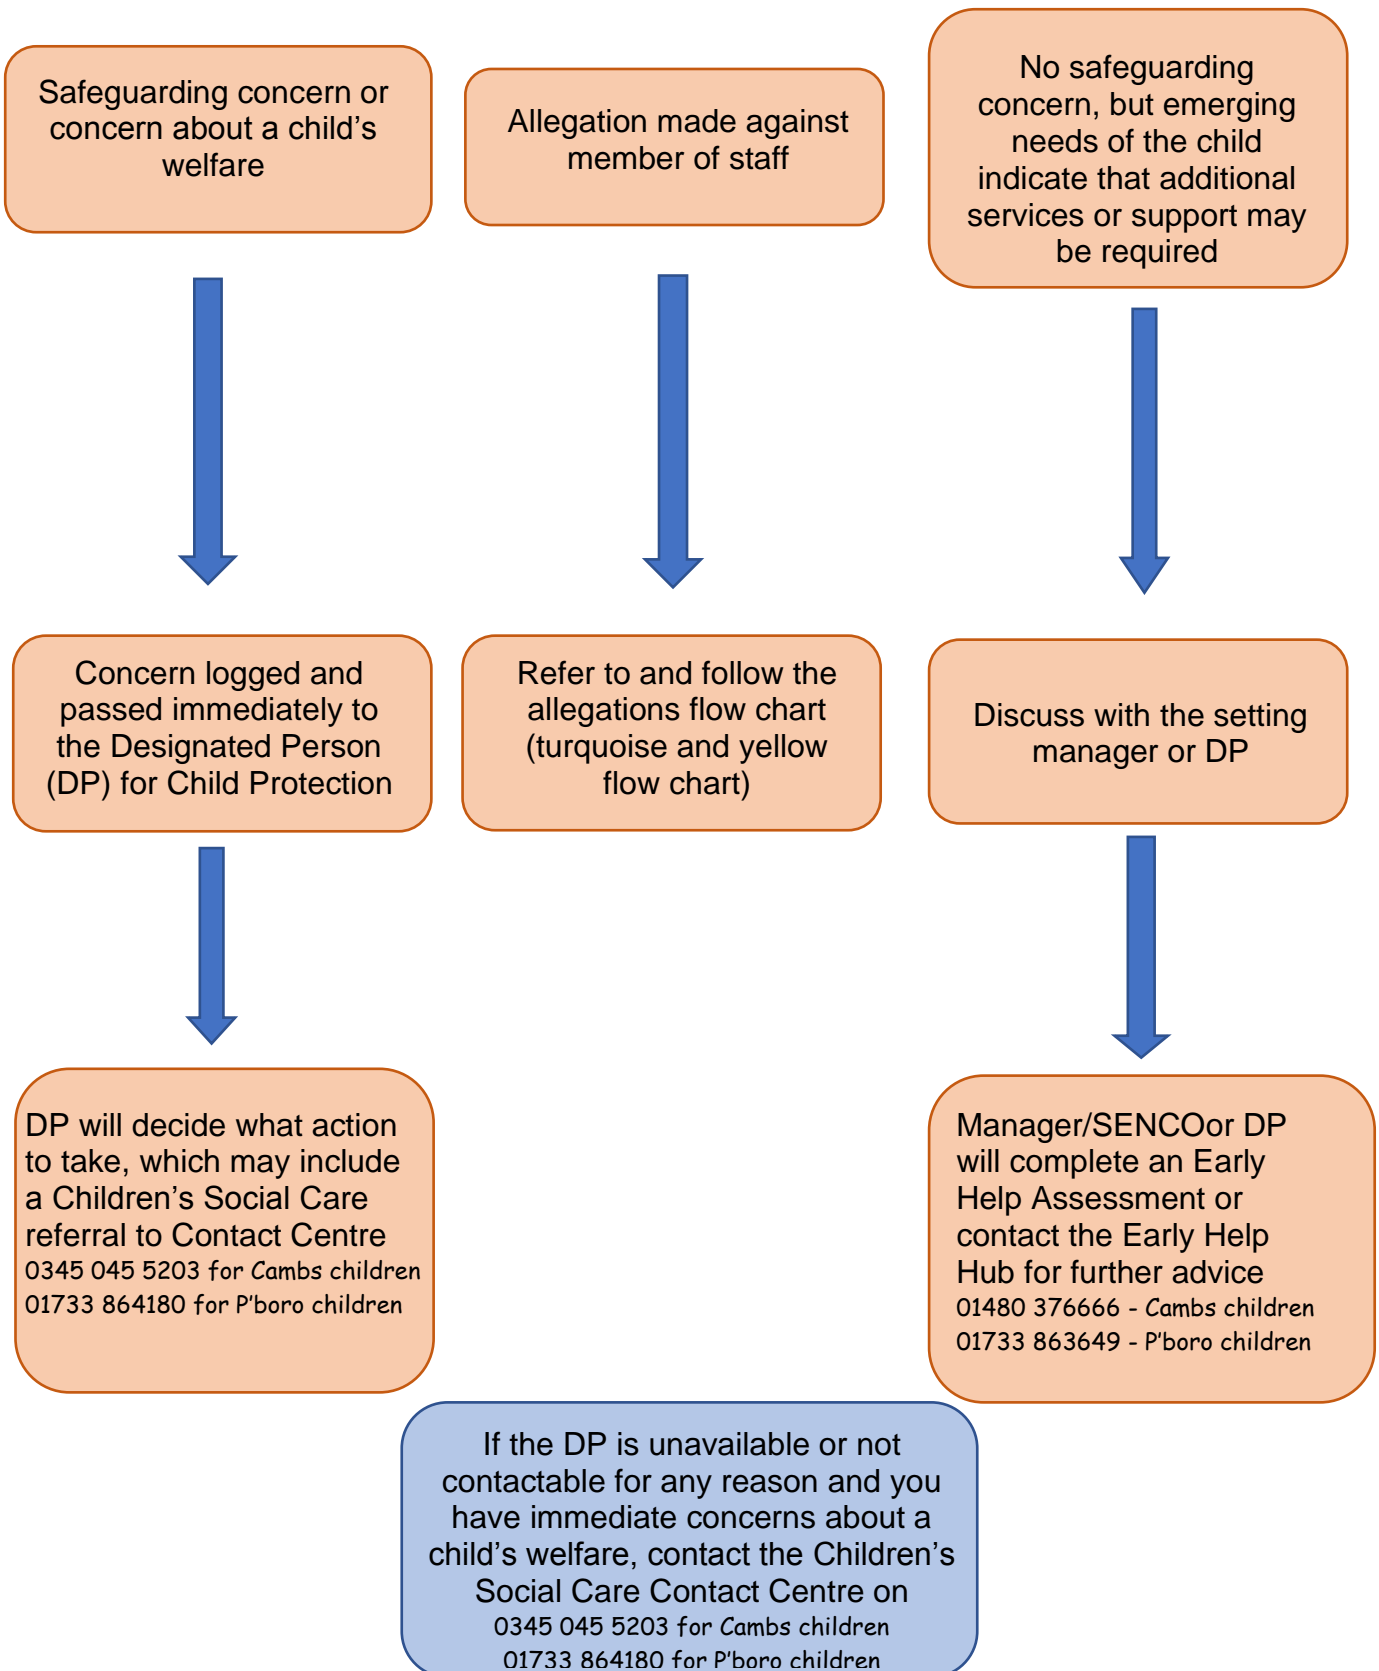 Safeguarding concern or
concern about a child's
welfare
Allegation made against
member of staff
No safeguarding
concern, but emerging
needs of the child
indicate that additional
services or support may
be required
Concern logged and
passed immediately to
the Designated Person
(DP) for Child Protection
Refer to and follow the
allegations flow chart
(turquoise and yellow
flow chart)
Discuss with the setting
manager or DP
DP will decide what action
to take, which may include
a Children’s Social Care
referral to Contact Centre
0345 045 5203 for Cambs children
01733 864180 for P’boro children
Manager/SENCOor DP
will complete an Early
Help Assessment or
contact the Early Help
Hub for further advice
01480 376666 - Cambs children
01733 863649 - P’boro children
If the DP is unavailable or not
contactable for any reason and you
have immediate concerns about a
child’s welfare, contact the Children’s
Social Care Contact Centre on
0345 045 5203 for Cambs children
01733 864180 for P’boro children